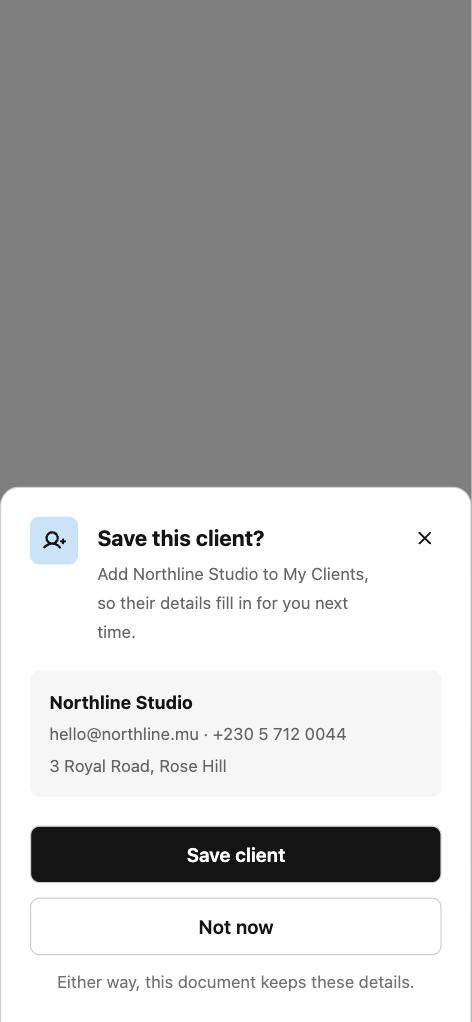 Save this client?
Add Northline Studio to My Clients,
so their details fill in for you next
time.
Northline Studio
hello@northline.mu · +230 5 712 0044
3 Royal Road, Rose Hill
Save client
Not now
Either way, this document keeps these details.